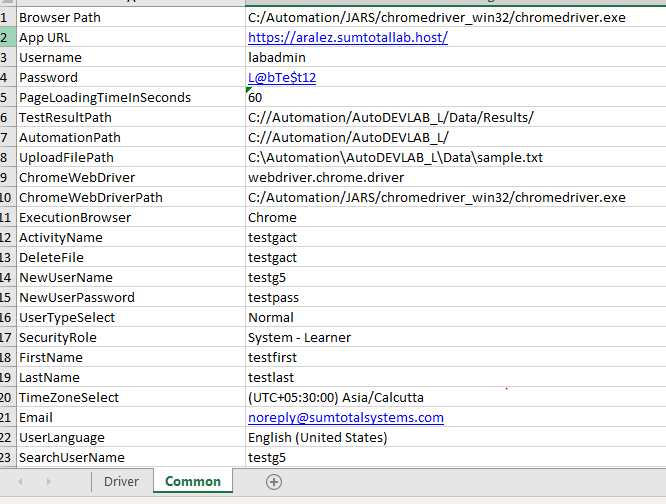 1 Browser Path C:/Automation/JARS/chromedriver_win32/chromedriver.exe
2 App URL https://aralez.sumtotallab.host/
3 Username labadmin
4 Password L@bTe$t12
5 PageLoadingTimeInSeconds 60
6 TestResultPath C://Automation/AutoDEVLAB_L/Data/Results/
7 AutomationPath C://Automation/AutoDEVLAB_L/
8 UploadFilePath C:\Automation\AutoDEVLAB_L\Data\sample.txt
9 ChromeWebDriver webdriver.chrome.driver
10 ChromeWebDriverPath C:/Automation/JARS/chromedriver_win32/chromedriver.exe
11 ExecutionBrowser Chrome
12 ActivityName testgact
13 DeleteFile testgact
14 NewUserName testg5
15 NewUserPassword testpass
16 UserTypeSelect Normal
17 SecurityRole System - Learner
18 FirstName testfirst
19 LastName testlast
20 TimeZoneSelect (UTC+05:30:00) Asia/Calcutta
21 Email noreply@sumtotalsystems.com
22 UserLanguage English (United States)
23 SearchUserName testg5
Driver Common